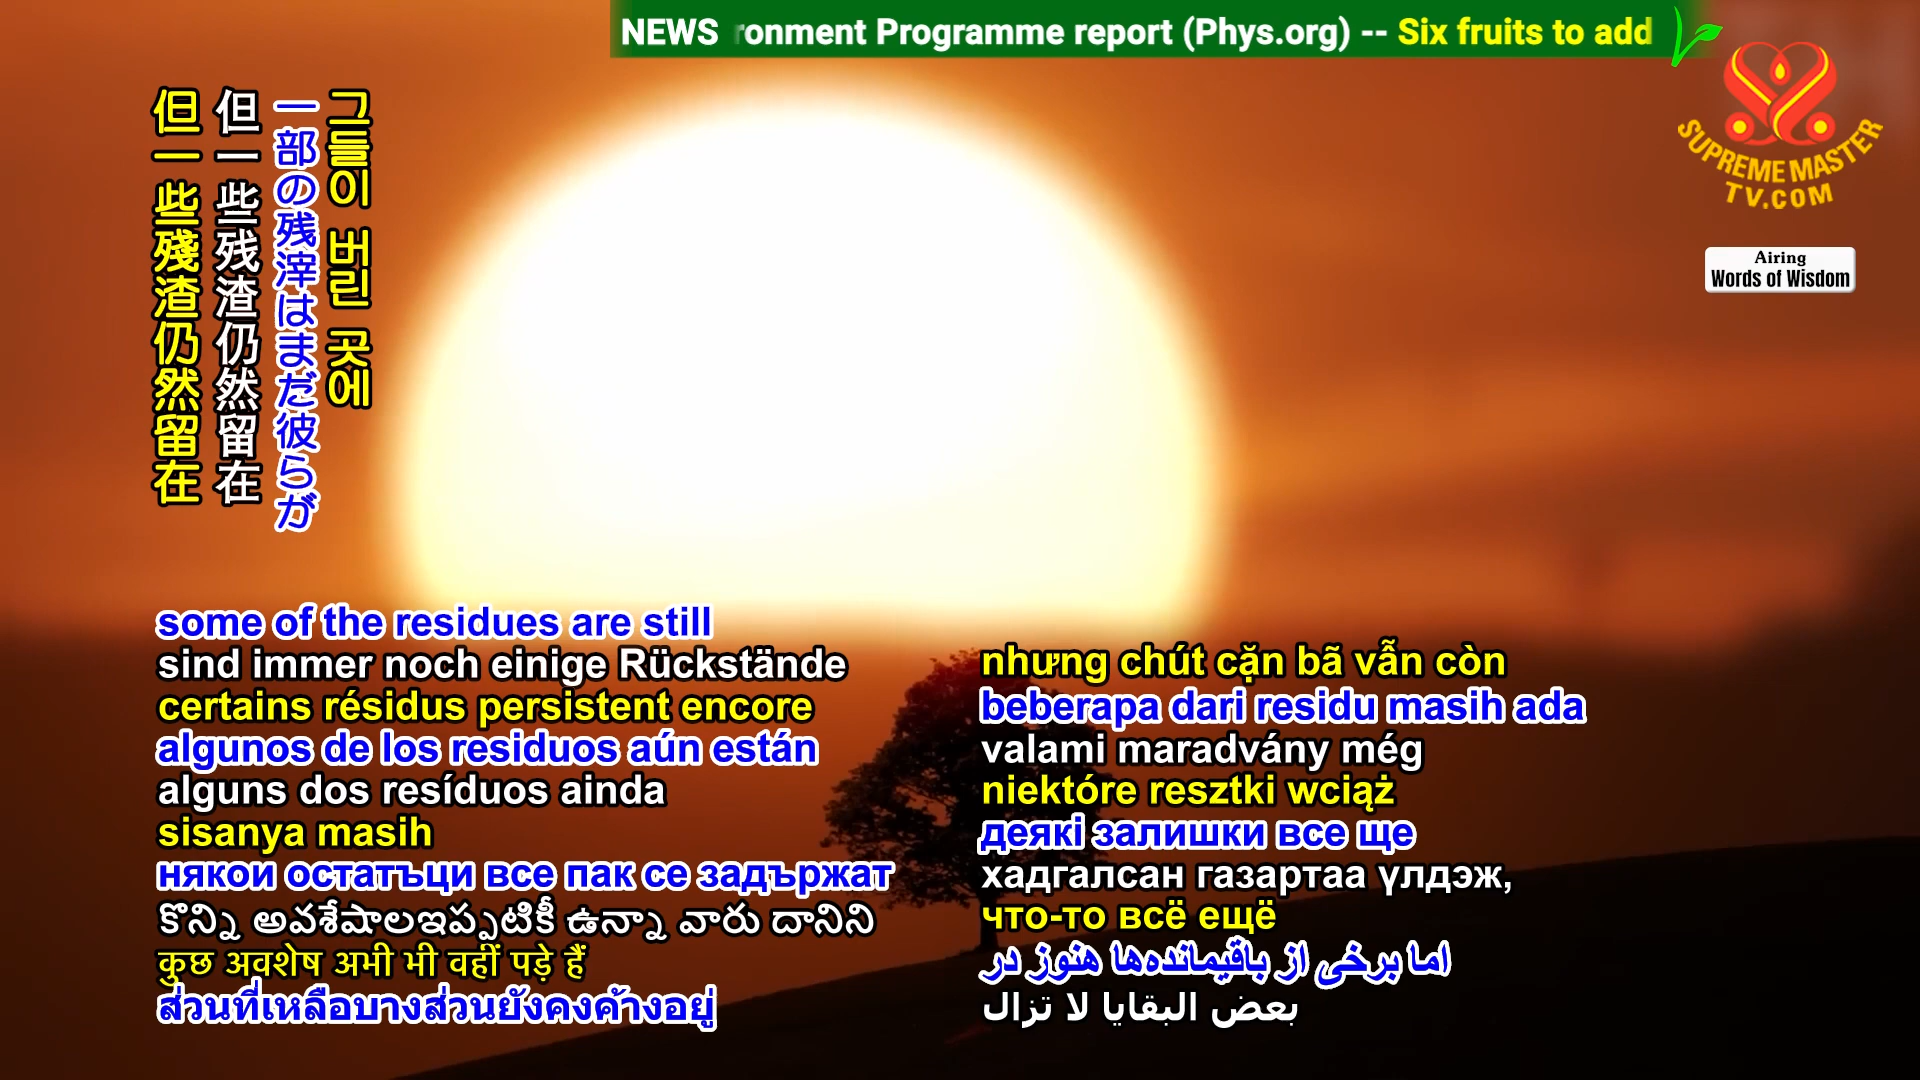 NEWS ronment Programme report (Phys.org) -- Six fruits to add
SUPREME MASTER
TV.COM
Airing
Words of Wisdom
但一些殘渣仍然留在
但一些残渣仍然留在
一部の残滓はまだ彼らが
그들이 버린 곳에
some of the residues are still
sind immer noch einige Rückstände
certains résidus persistent encore
algunos de los residuos aún están
alguns dos resíduos ainda
sisanya masih
някои остатъци все пак се задържат
కొన్ని అవశేషాలఇప్పటికీ ఉన్నా వారు దానిని
कुछ अवशेष अभी भी वहीं पड़े हैं
ส่วนที่เหลือบางส่วนยังคงค้างอยู่
nhưng chút cặn bã vẫn còn
beberapa dari residu masih ada
valami maradvány még
niektóre resztki wciąż
деякі залишки все ще
хадгалсан газартаа үлдэж,
что-то всё ещё
اما برخی از باقیمانده‌ها هنوز در
بعض البقايا لا تزال